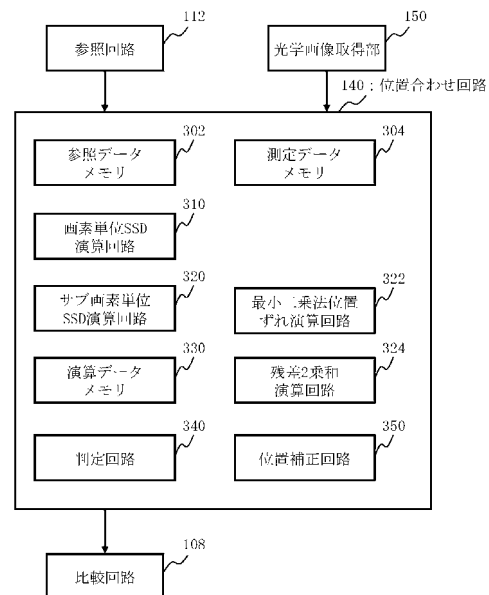 112
参照回路
150
光学画像取得部
140：位置合わせ回路
302
参照データ
メモリ
304
測定データ
メモリ
310
画素単位SSD
演算回路
320
サブ画素単位
SSD演算回路
322
最小二乗法位置
ずれ演算回路
330
演算データ
メモリ
324
残差2乗和
演算回路
340
判定回路
350
位置補正回路
108
比較回路